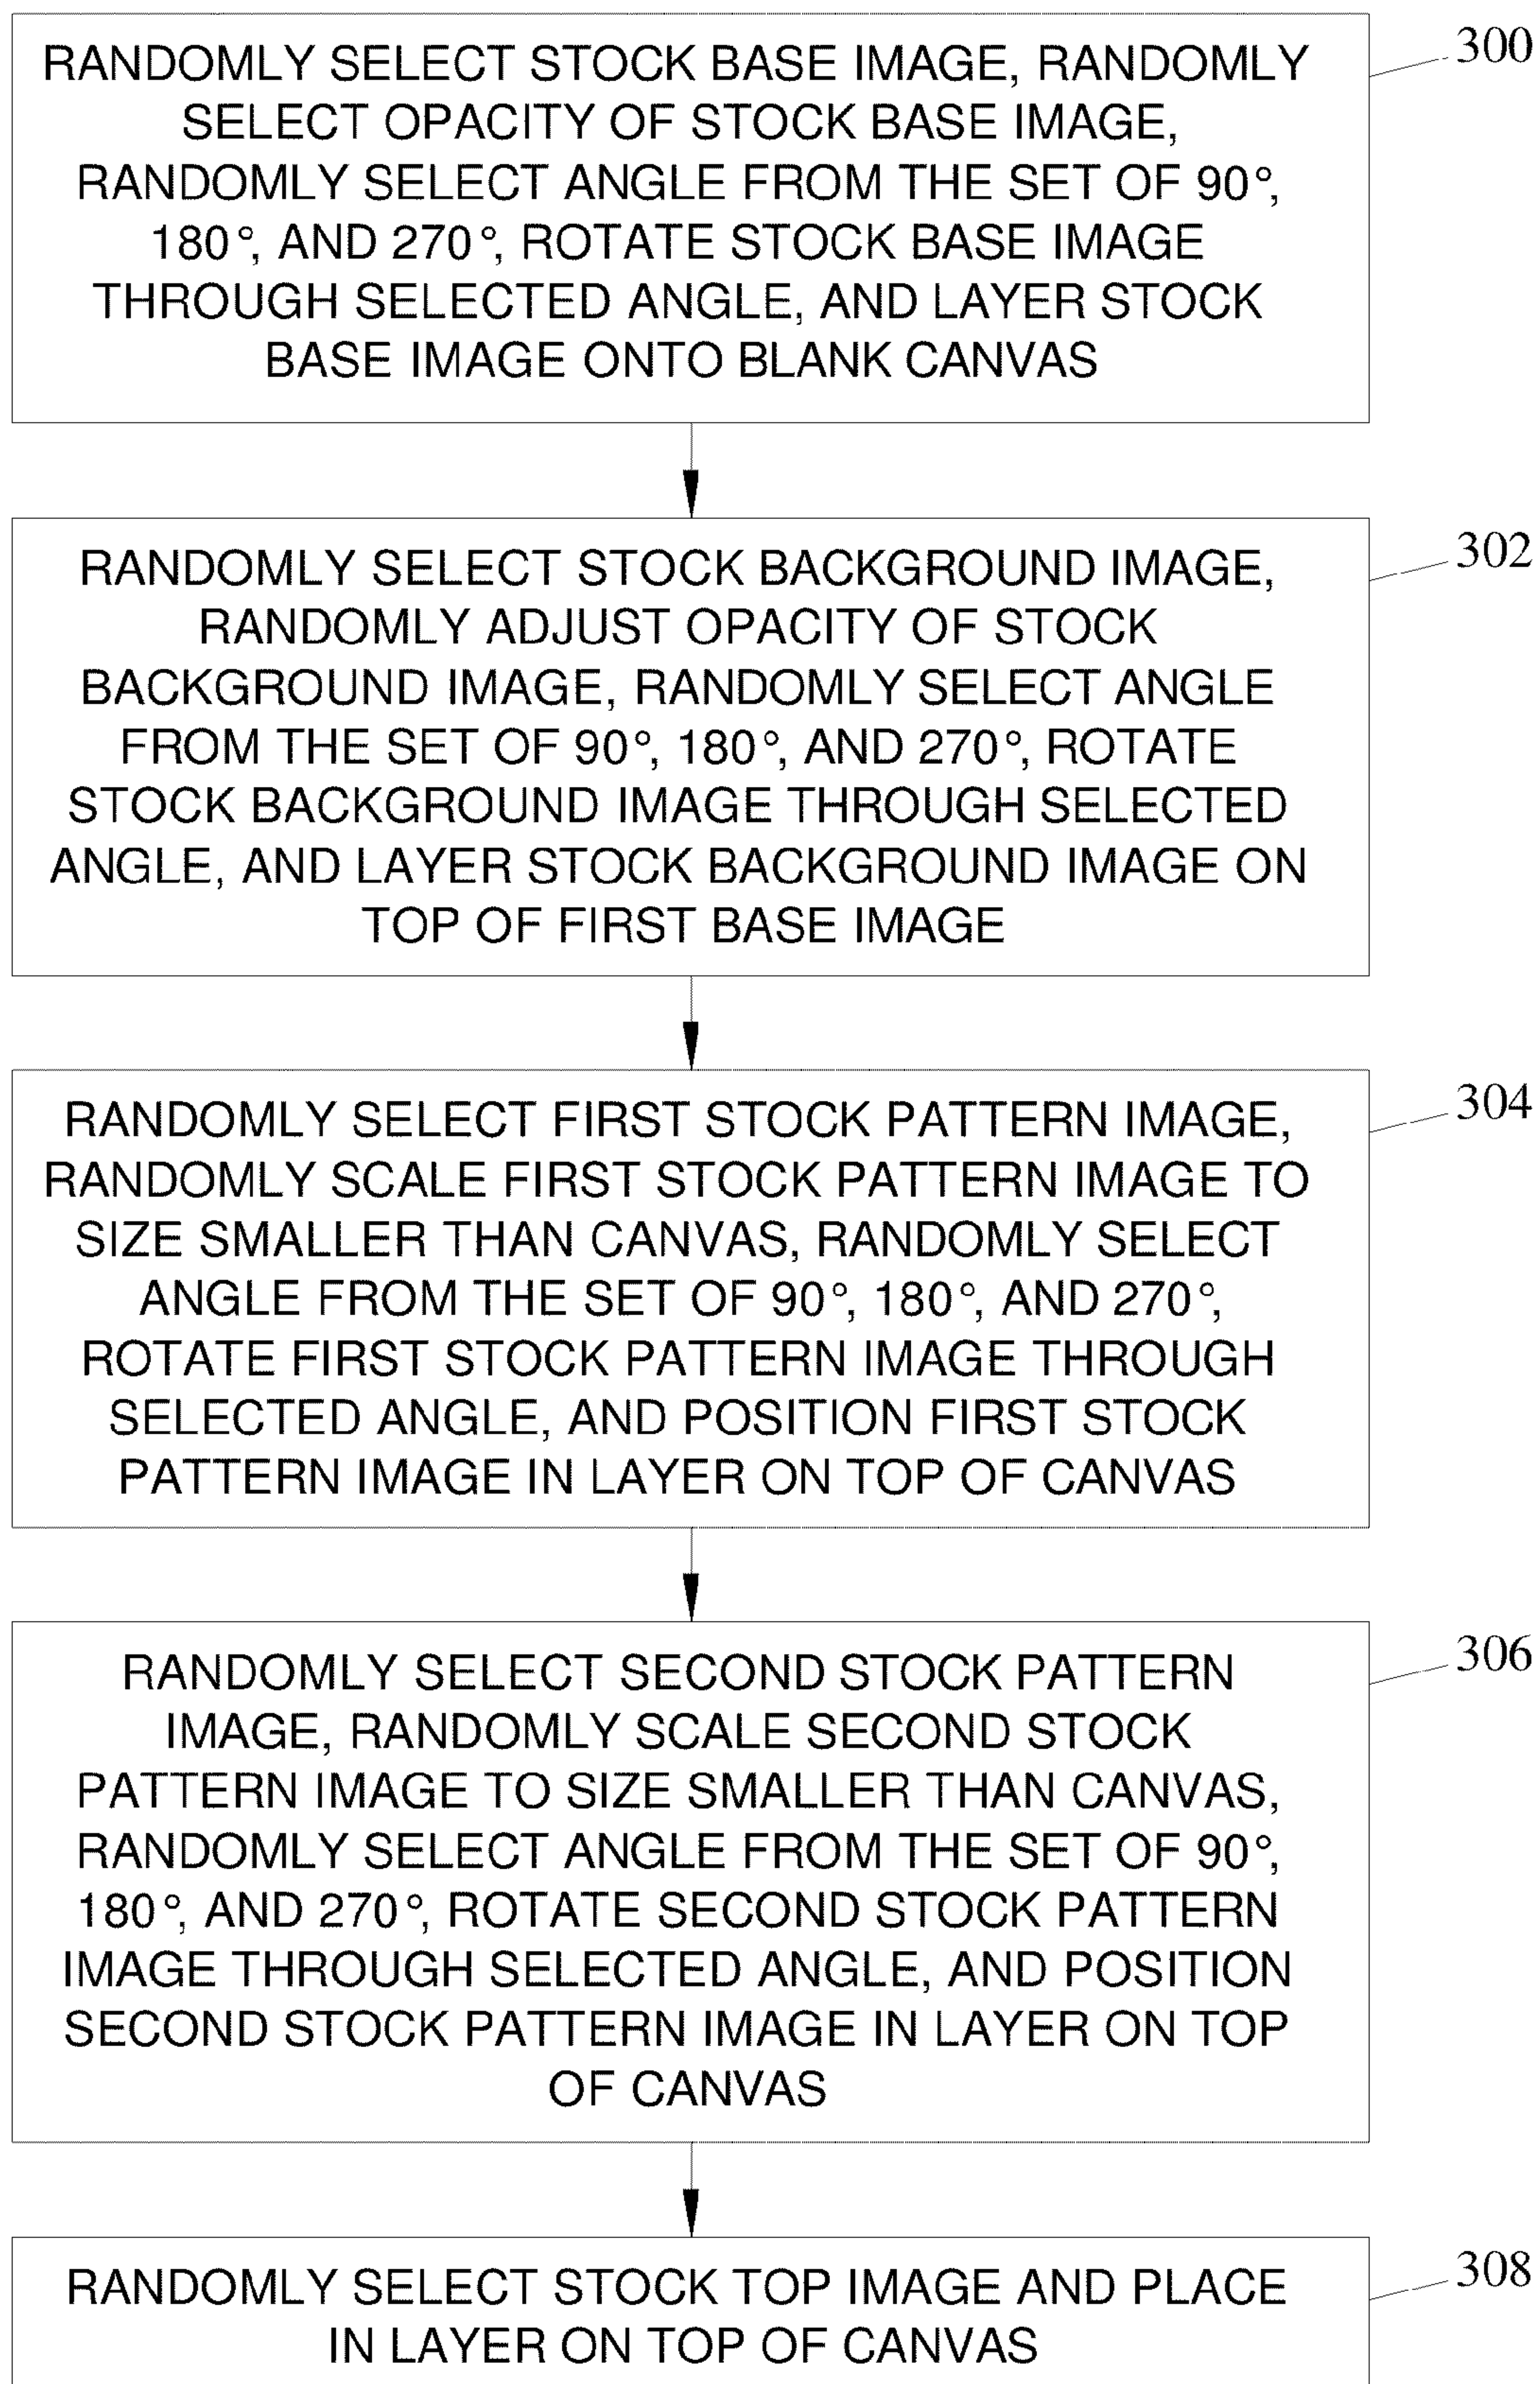 RANDOMLY SELECT STOCK BASE IMAGE, RANDOMLY
SELECT OPACITY OF STOCK BASE IMAGE,
RANDOMLY SELECT ANGLE FROM THE SET OF 90°,
180°, AND 270°, ROTATE STOCK BASE IMAGE
THROUGH SELECTED ANGLE, AND LAYER STOCK
BASE IMAGE ONTO BLANK CANVAS
300
RANDOMLY SELECT STOCK BACKGROUND IMAGE,
RANDOMLY ADJUST OPACITY OF STOCK
BACKGROUND IMAGE, RANDOMLY SELECT ANGLE
FROM THE SET OF 90°, 180°, AND 270°, ROTATE
STOCK BACKGROUND IMAGE THROUGH SELECTED
ANGLE, AND LAYER STOCK BACKGROUND IMAGE ON
TOP OF FIRST BASE IMAGE
302
RANDOMLY SELECT FIRST STOCK PATTERN IMAGE,
RANDOMLY SCALE FIRST STOCK PATTERN IMAGE TO
SIZE SMALLER THAN CANVAS, RANDOMLY SELECT
ANGLE FROM THE SET OF 90°, 180°, AND 270°,
ROTATE FIRST STOCK PATTERN IMAGE THROUGH
SELECTED ANGLE, AND POSITION FIRST STOCK
PATTERN IMAGE IN LAYER ON TOP OF CANVAS
304
RANDOMLY SELECT SECOND STOCK PATTERN
IMAGE, RANDOMLY SCALE SECOND STOCK
PATTERN IMAGE TO SIZE SMALLER THAN CANVAS,
RANDOMLY SELECT ANGLE FROM THE SET OF 90°,
180°, AND 270°, ROTATE SECOND STOCK PATTERN
IMAGE THROUGH SELECTED ANGLE, AND POSITION
SECOND STOCK PATTERN IMAGE IN LAYER ON TOP
OF CANVAS
306
RANDOMLY SELECT STOCK TOP IMAGE AND PLACE
IN LAYER ON TOP OF CANVAS
308